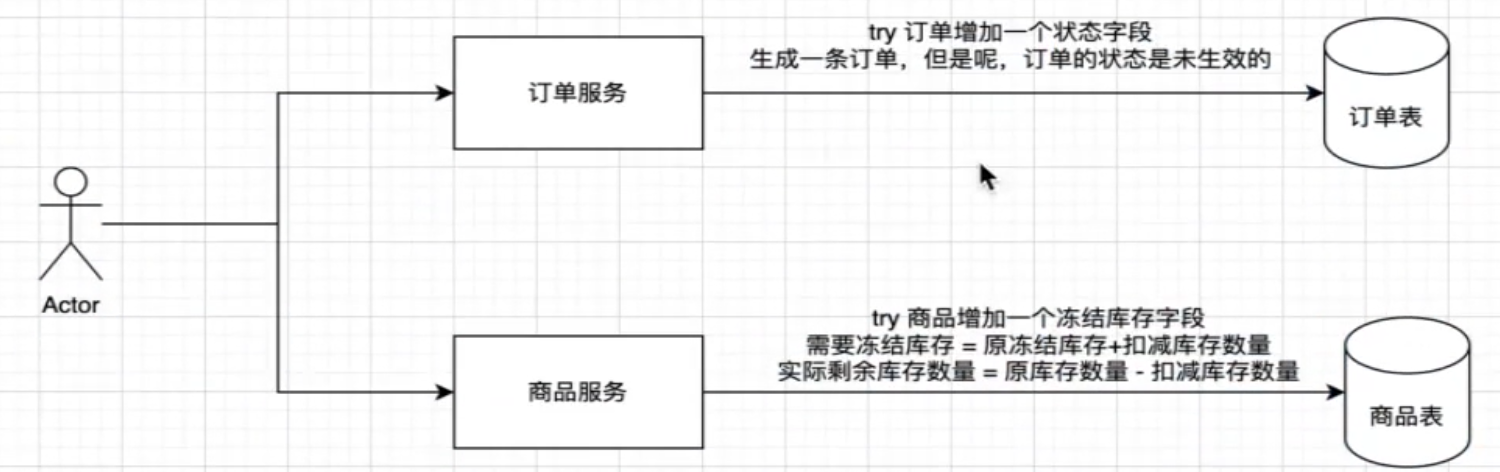 try 订单增加一个状态字段
生成一条订单，但是呢，订单的状态是未生效的
订单服务
订单表
Actor
try 商品增加一个冻结库存字段
需要冻结库存 = 原冻结库存+扣减库存数量
实际剩余库存数量 = 原库存数量 - 扣减库存数量
商品服务
商品表